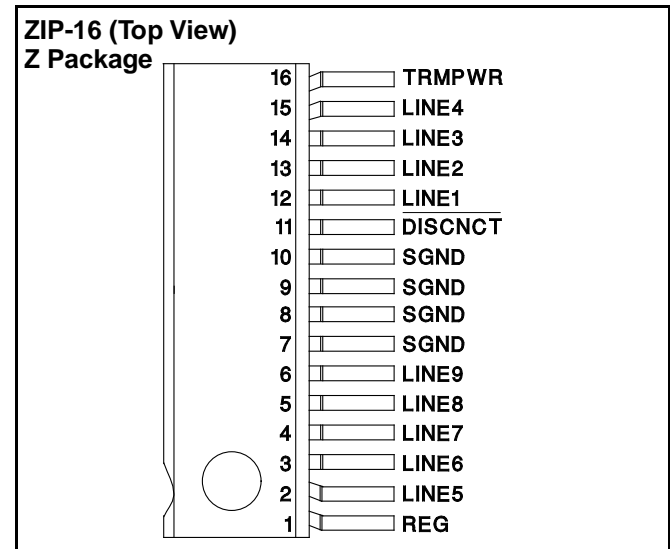 ZIP-16 (Top View)
Z Package
16 TRMPWR
15 LINE4
14 LINE3
13 LINE2
12 LINE1
11 DISCNCT
10 SGND
9 SGND
8 SGND
7 SGND
6 LINE9
5 LINE8
4 LINE7
3 LINE6
2 LINE5
1 REG